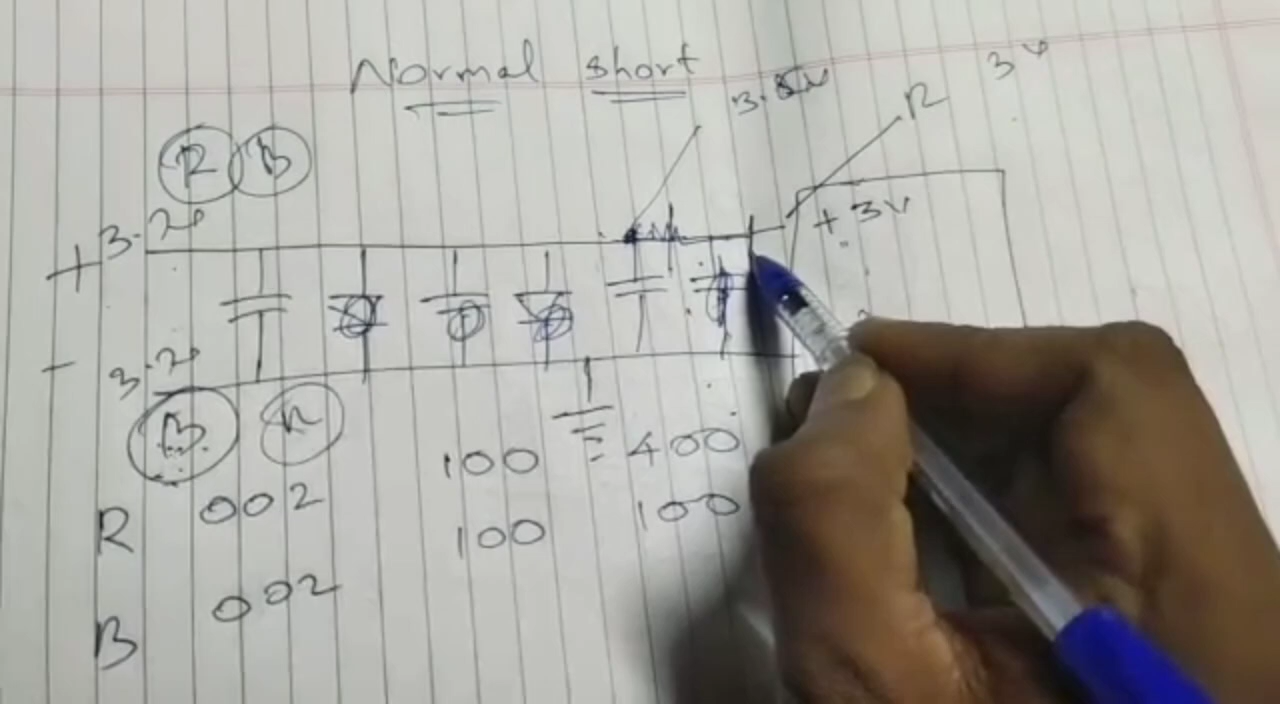 Normal short
3.8v R 3v
R B
+ 3.2v
+3v
- 3.2v
B R
100 400
R 002 100 100
B 002